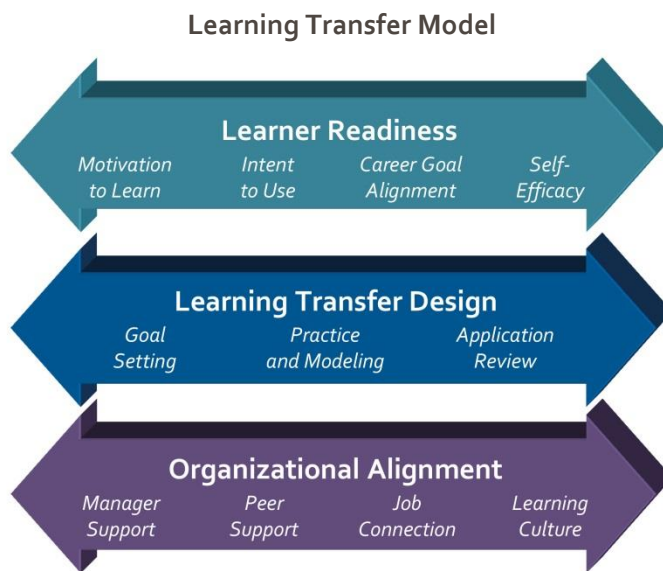 Learning Transfer Model
Learner Readiness
Motivation to Learn
Intent to Use
Career Goal Alignment
Self-Efficacy
Learning Transfer Design
Goal Setting
Practice and Modeling
Application Review
Organizational Alignment
Manager Support
Peer Support
Job Connection
Learning Culture